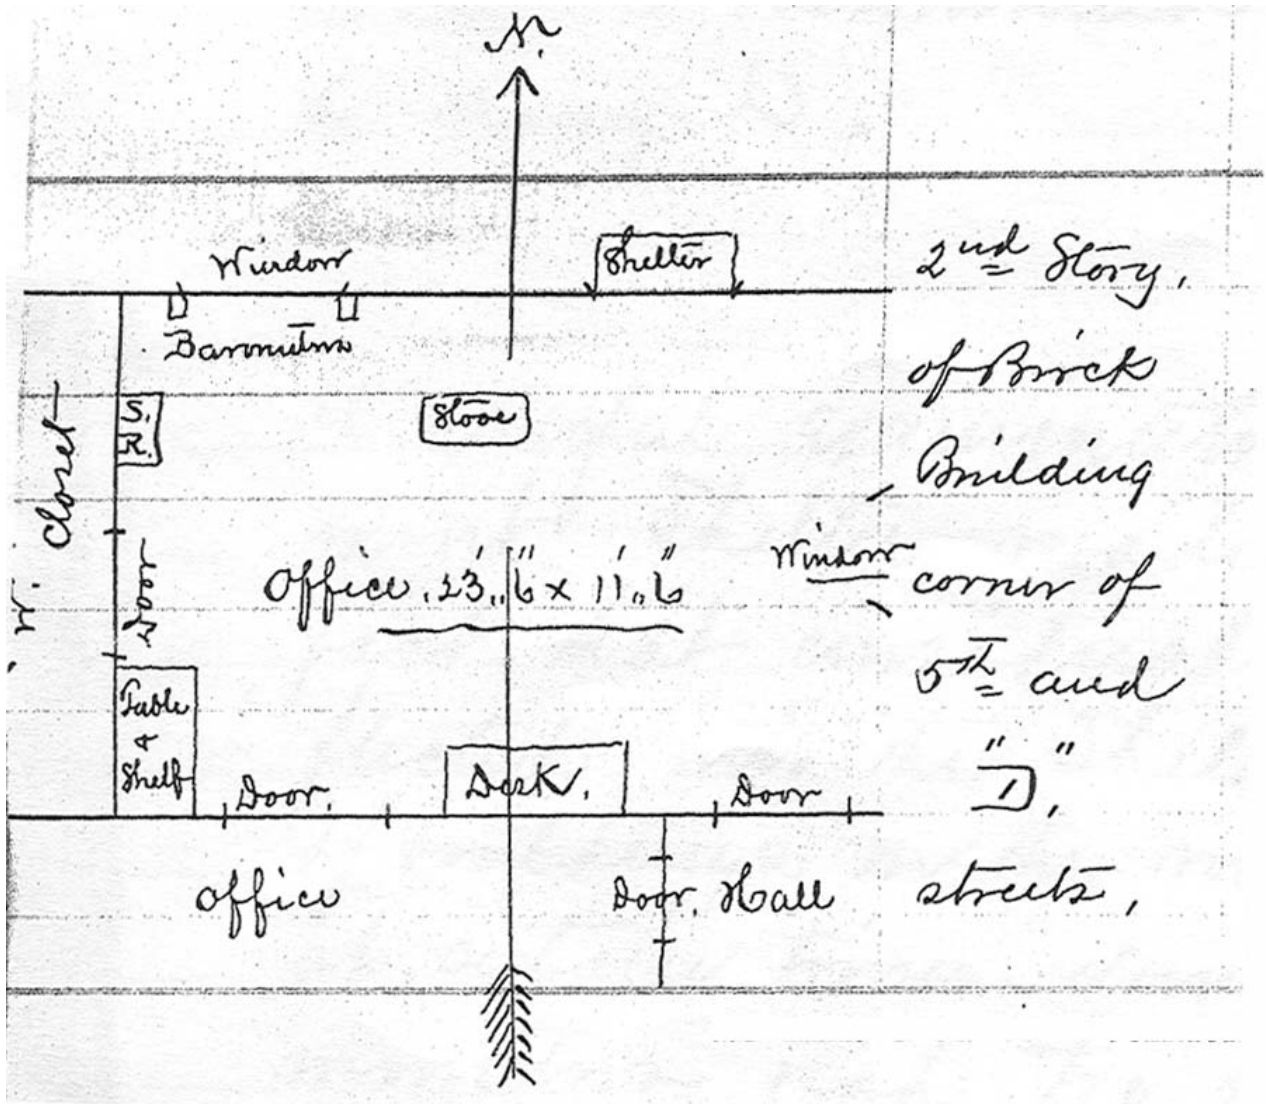 N.
Window
Shelter
2nd Story,
of Brick
Building
corner of
5th and
"D",
streets,
Barometers
S.
R.
Stove
Closet
Door
Office. 23'..6" x 11'..6"
Window
Table
&
Shelf
Door.
Desk.
Door
Office
Door.
Hall